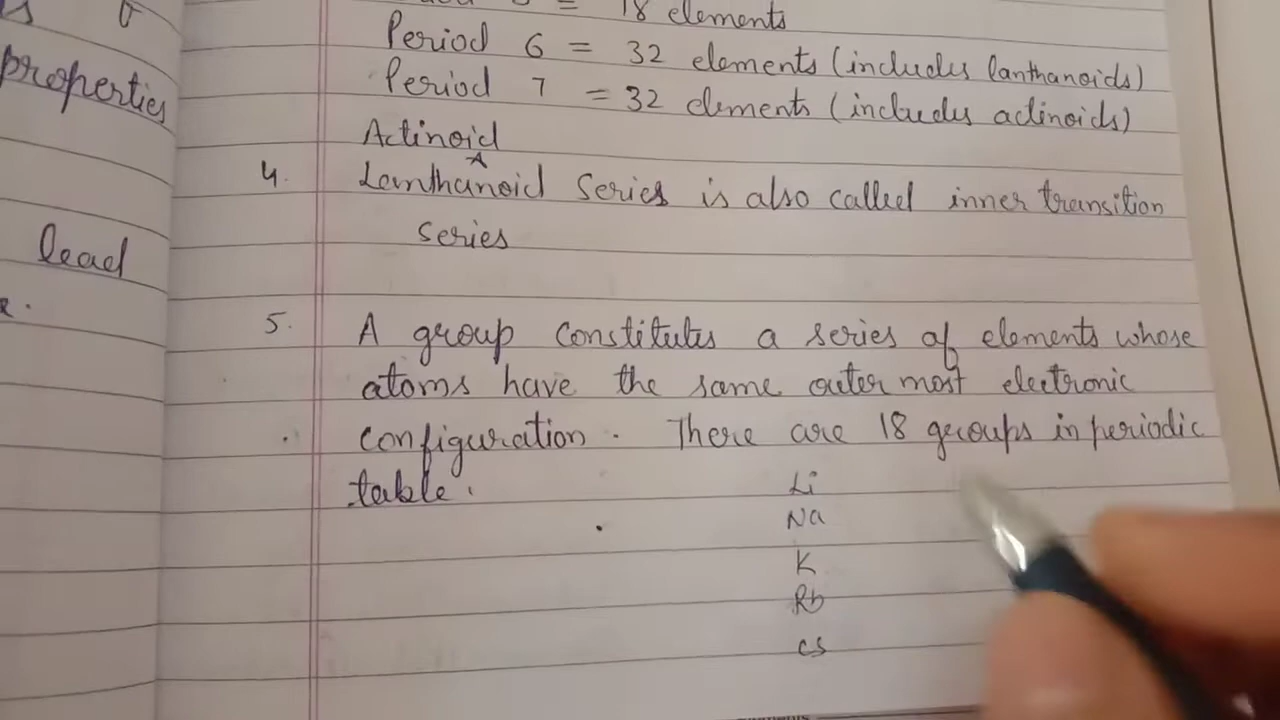 properties
lead
= 18 elements
Period 6 = 32 elements (includes lanthanoids)
Period 7 = 32 elements (includes actinoids)
Actinoid
4. Lanthanoid series is also called inner transition
series
5. A group constitutes a series of elements whose
atoms have the same outer most electronic
configuration. There are 18 groups in periodic
table.
Li
Na
K
Rb
Cs